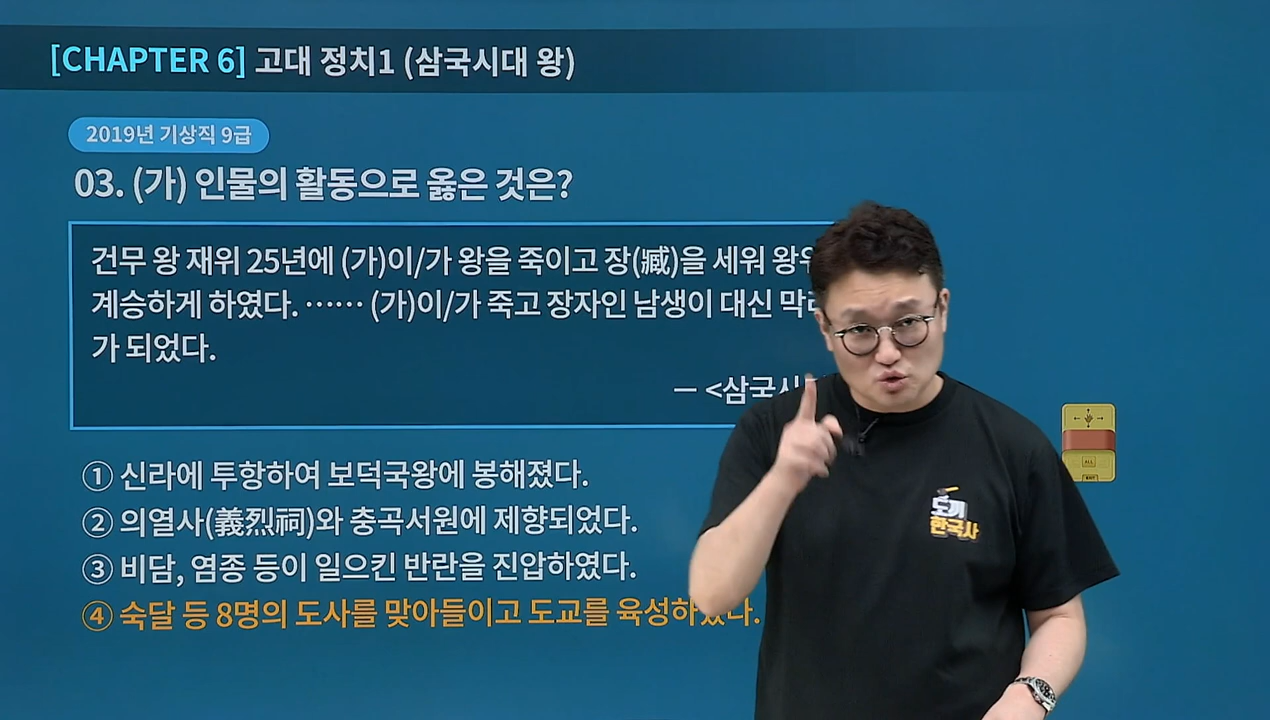 [CHAPTER 6] 고대 정치1 (삼국시대 왕)
2019년 기상직 9급
03. (가) 인물의 활동으로 옳은 것은?
건무 왕 재위 25년에 (가)이/가 왕을 죽이고 장(臧)을 세워
계승하게 하였다. …… (가)이/가 죽고 장자인 남생이 대신
가 되었다.
─ <삼국사
① 신라에 투항하여 보덕국왕에 봉해졌다.
② 의열사(義烈祠)와 충곡서원에 제향되었다.
③ 비담, 염종 등이 일으킨 반란을 진압하였다.
④ 숙달 등 8명의 도사를 맞아들이고 도교를 육성하였다.
도끼
한국사
ALL
EXIT